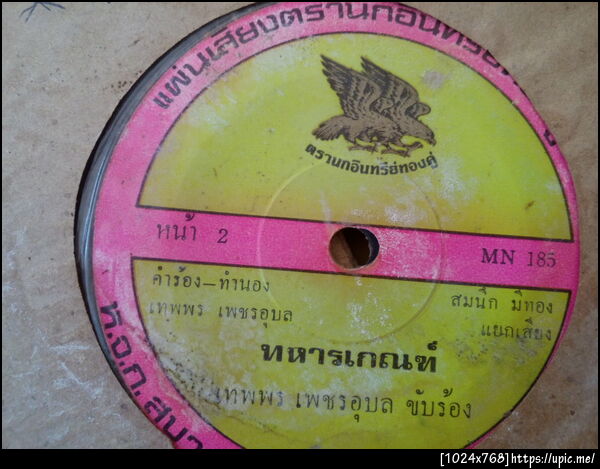 แผ่นเสียงตรานกอินทรีย์
ตรานกอินทรีย์ทองคู่
หน้า 2
MN 185
คำร้อง-ทำนอง
เทพพร เพชรอุบล
สมนึก มีทอง
แยกเสียง
ทหารเกณฑ์
เทพพร เพชรอุบล ขับร้อง
ห.จ.ก.
[1024x768]https://upic.me/